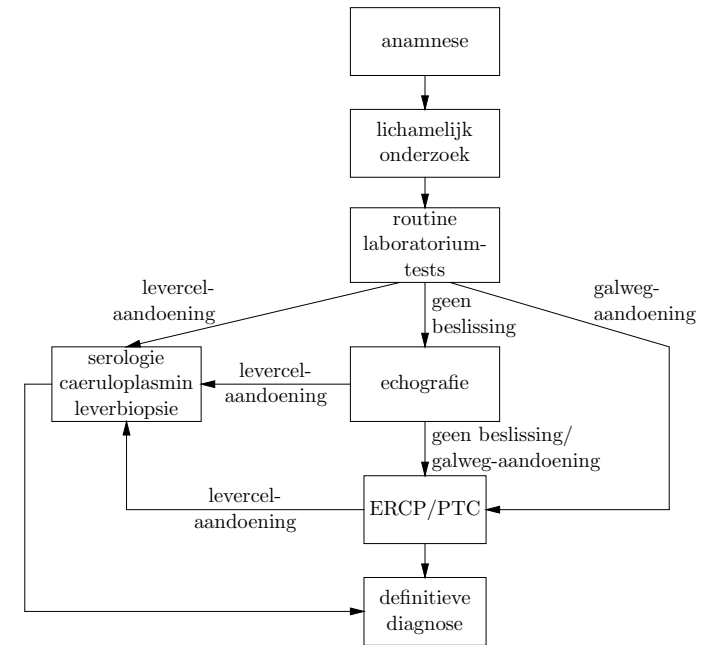 anamnese
lichamelijk
onderzoek
routine
laboratorium-
tests
levercel-
aandoening
geen
beslissing
galweg-
aandoening
serologie
caeruloplasmin
leverbiopsie
levercel-
aandoening
echografie
geen beslissing/
galweg-aandoening
levercel-
aandoening
ERCP/PTC
definitieve
diagnose